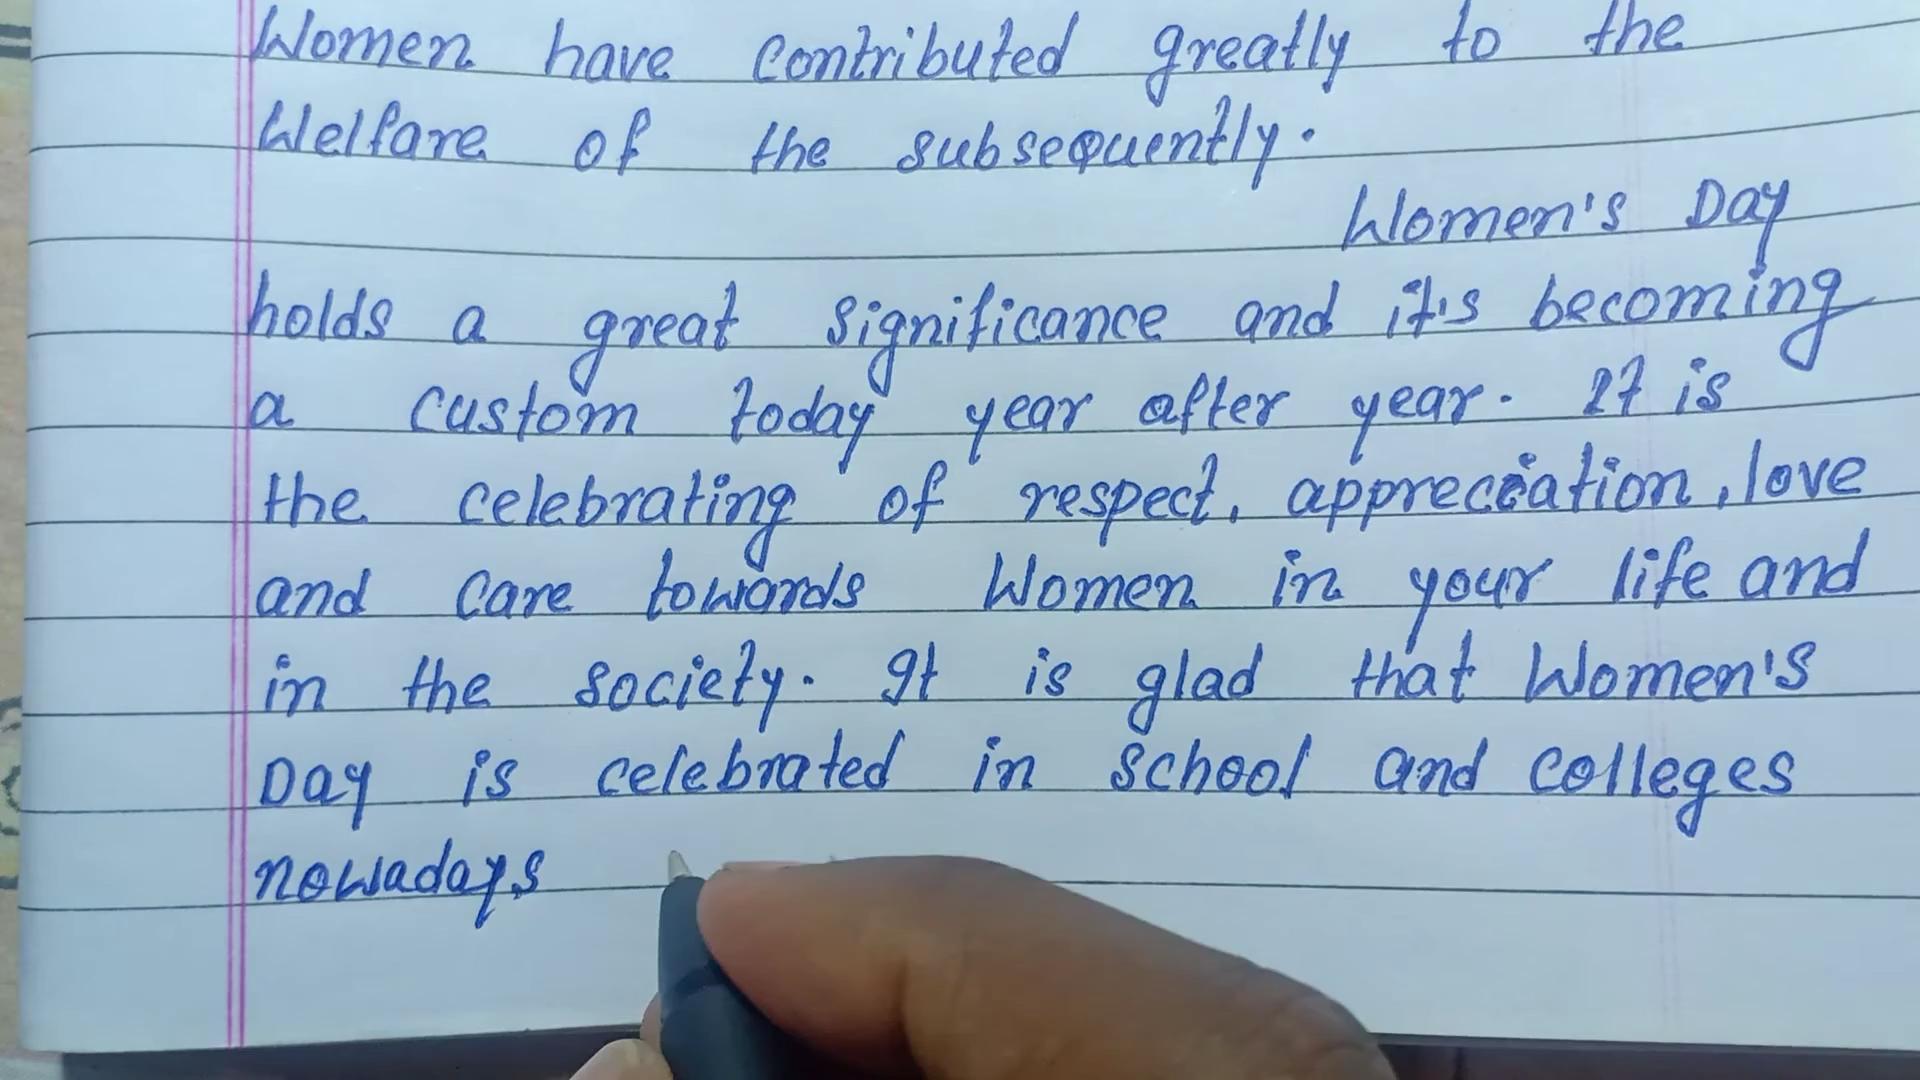 Women have contributed greatly to the
Welfare of the subsequently.
Women's Day
holds a great significance and it's becoming
a custom today year after year. It is
the celebrating of respect, appreciation, love
and care towards Women in your life and
in the society. It is glad that Women's
Day is celebrated in school and colleges
nowadays